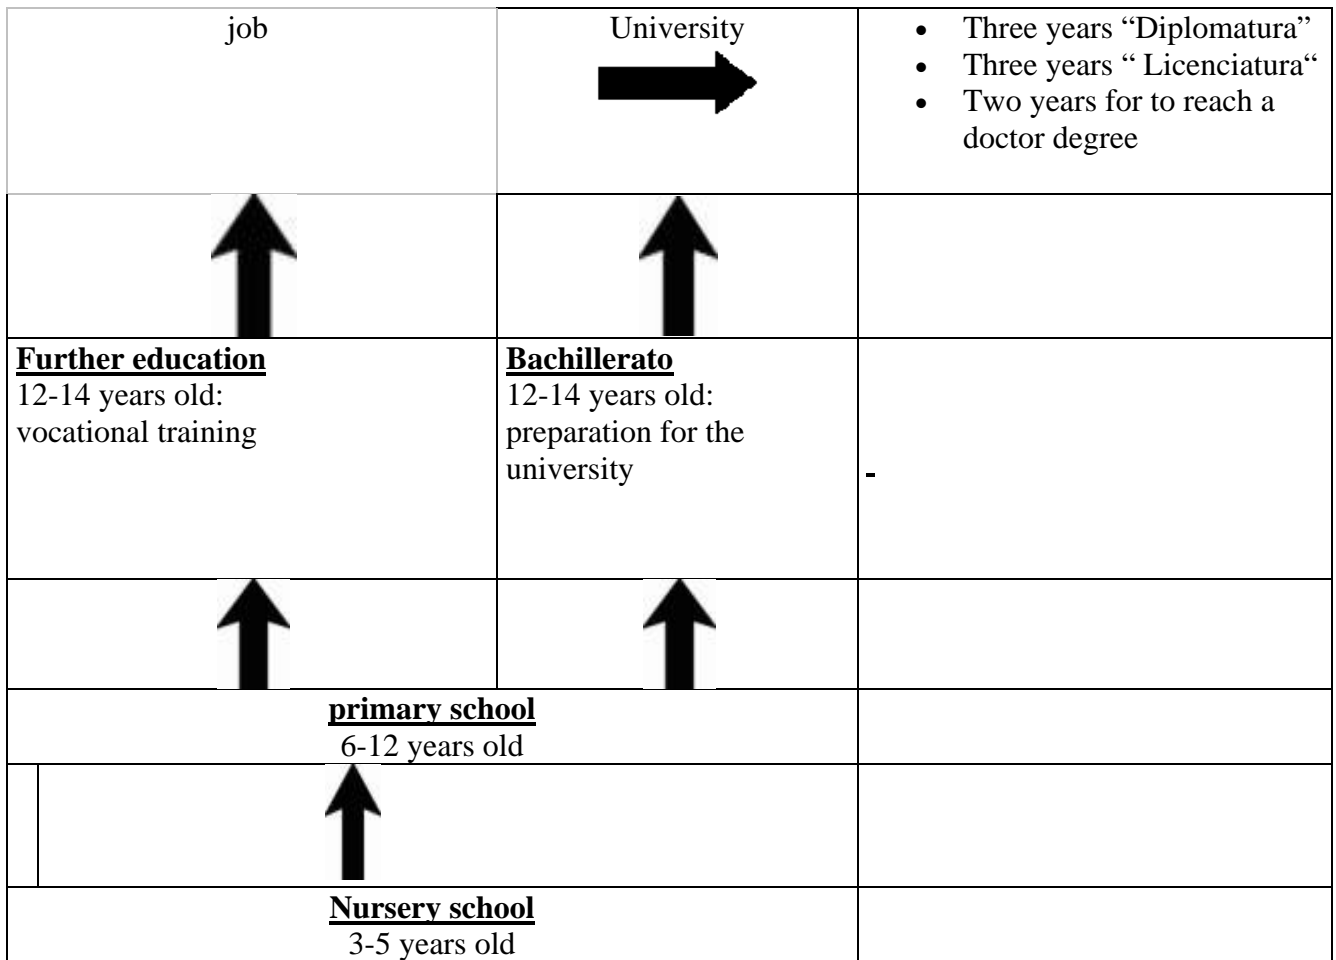 job
University
• Three years “Diplomatura”
• Three years “ Licenciatura“
• Two years for to reach a
doctor degree
Further education
12-14 years old:
vocational training
Bachillerato
12-14 years old:
preparation for the
university
-
primary school
6-12 years old
Nursery school
3-5 years old